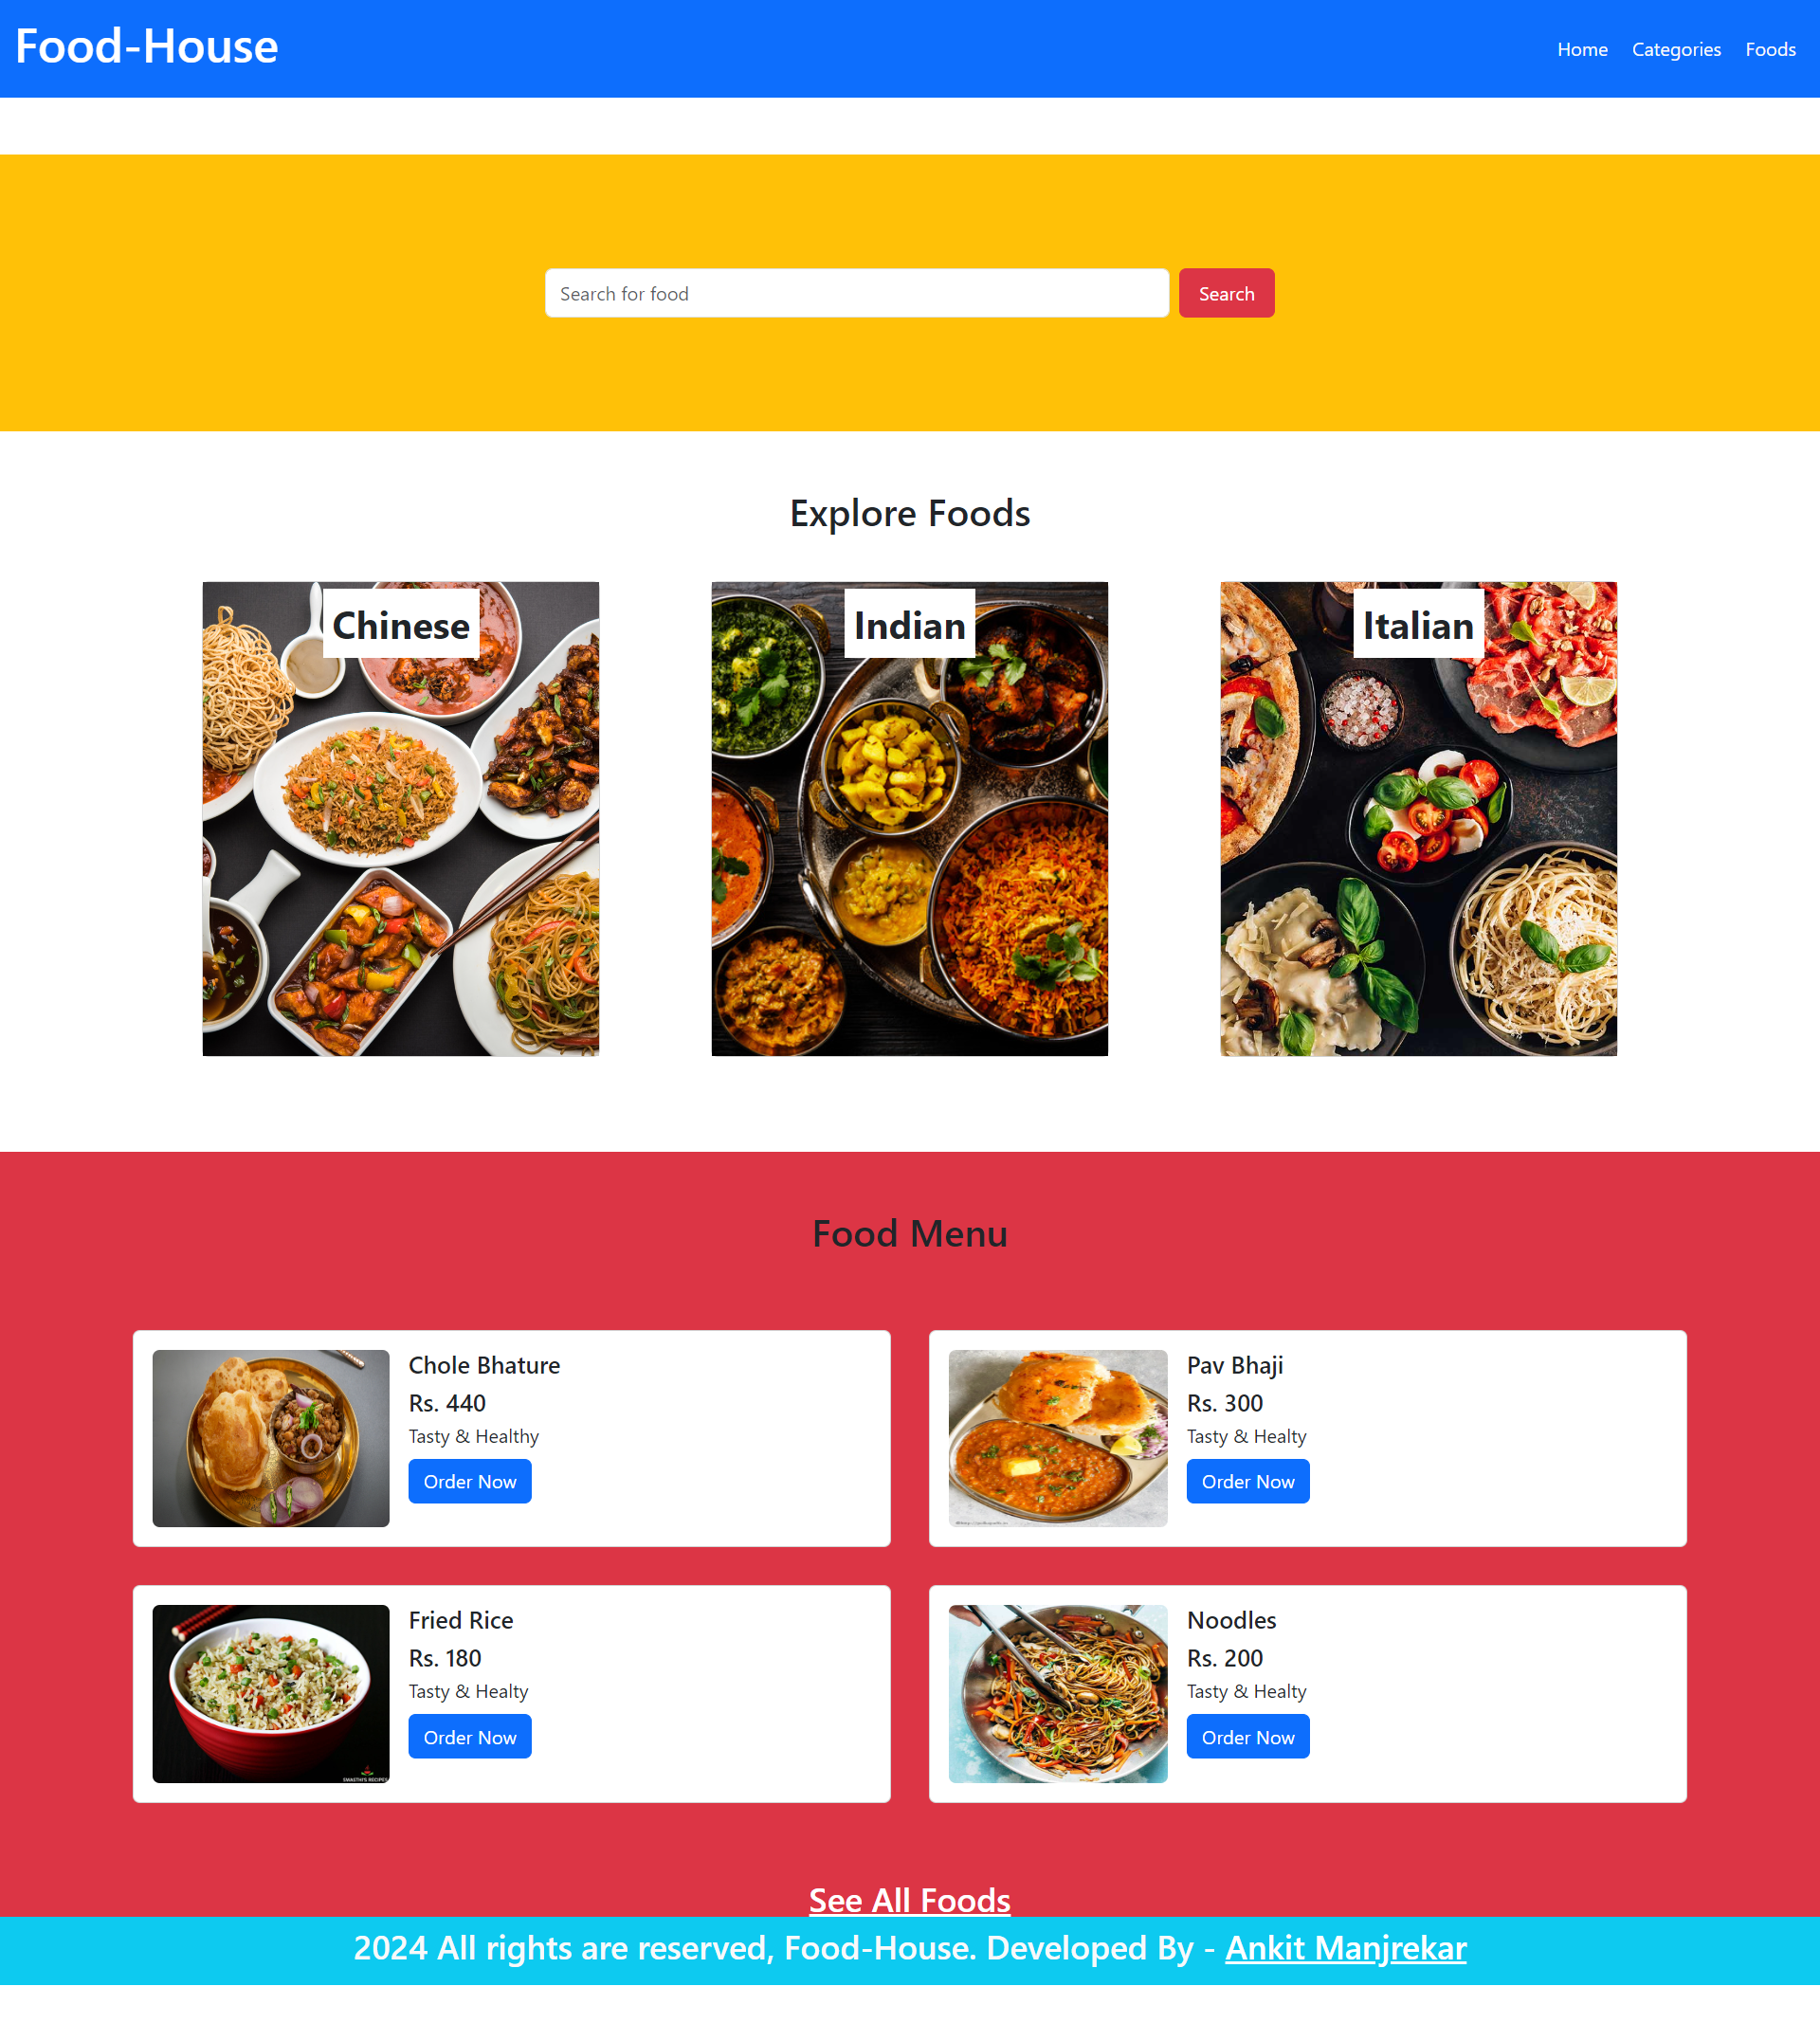 Food-House
Home Categories Foods
Search for food Search
Explore Foods
Chinese
Indian
Italian
Food Menu
Chole Bhature
Rs. 440
Tasty & Healthy
Order Now
Pav Bhaji
Rs. 300
Tasty & Healty
Order Now
Fried Rice
Rs. 180
Tasty & Healty
Order Now
SWASTHI'S RECIPES
Noodles
Rs. 200
Tasty & Healty
Order Now
See All Foods
2024 All rights are reserved, Food-House. Developed By - Ankit Manjrekar